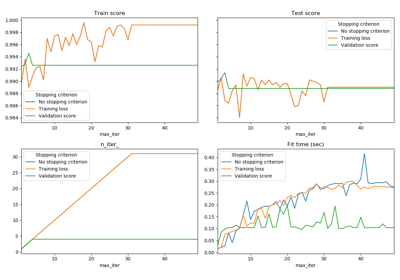 Train score
Test score
1.000
0.998
0.996
0.994
0.992
0.990
0.988
0.986
0.984
Stopping criterion
No stopping criterion
Training loss
Validation score
Stopping criterion
No stopping criterion
Training loss
Validation score
10 20 30 40
max_iter
10 20 30 40
max_iter
n_iter_
Fit time (sec)
30
25
20
15
10
5
0
Stopping criterion
No stopping criterion
Training loss
Validation score
0.40
0.35
0.30
0.25
0.20
0.15
0.10
0.05
0.00
Stopping criterion
No stopping criterion
Training loss
Validation score
10 20 30 40
max_iter
10 20 30 40
max_iter